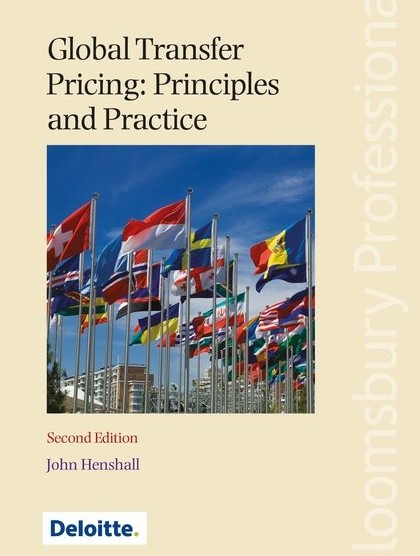 Global Transfer
Pricing: Principles
and Practice
Second Edition
John Henshall
Deloitte.
Bloomsbury Professional